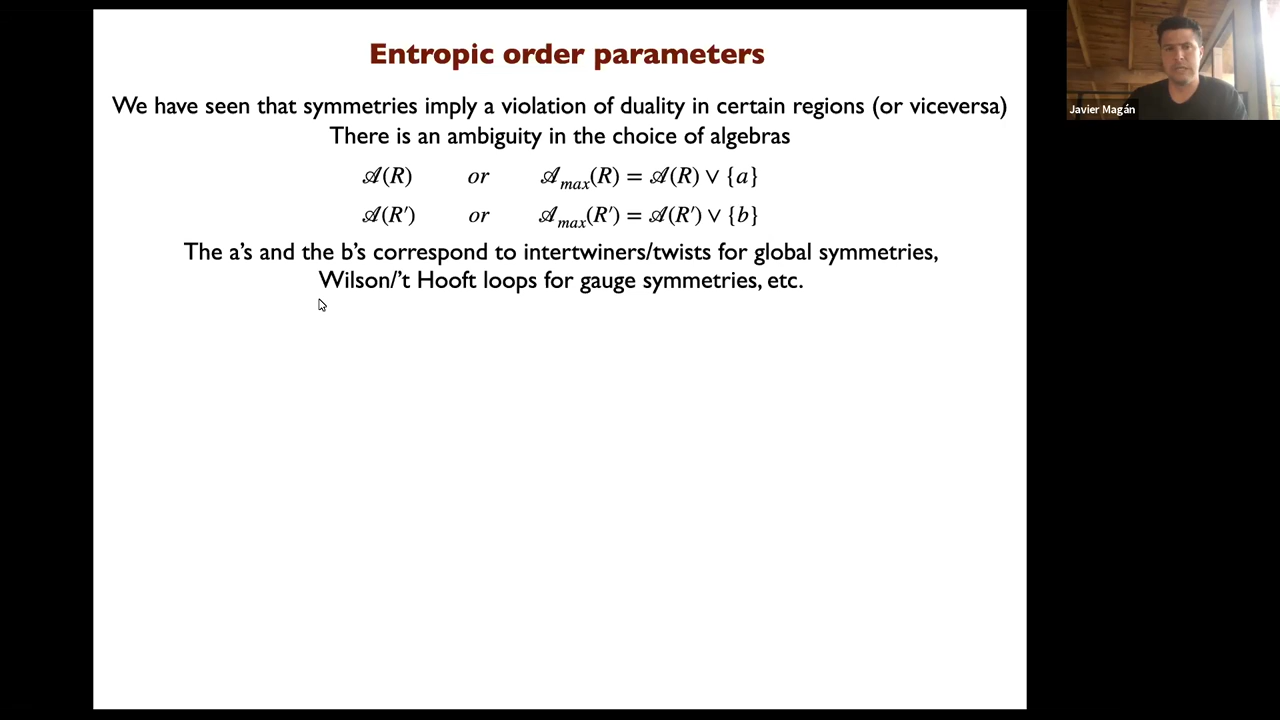 Entropic order parameters
We have seen that symmetries imply a violation of duality in certain regions (or viceversa)
There is an ambiguity in the choice of algebras
𝒜(R) or 𝒜max(R) = 𝒜(R) ∨ {a}
𝒜(R′) or 𝒜max(R′) = 𝒜(R′) ∨ {b}
The a’s and the b’s correspond to intertwiners/twists for global symmetries,
Wilson/’t Hooft loops for gauge symmetries, etc.
Javier Magán